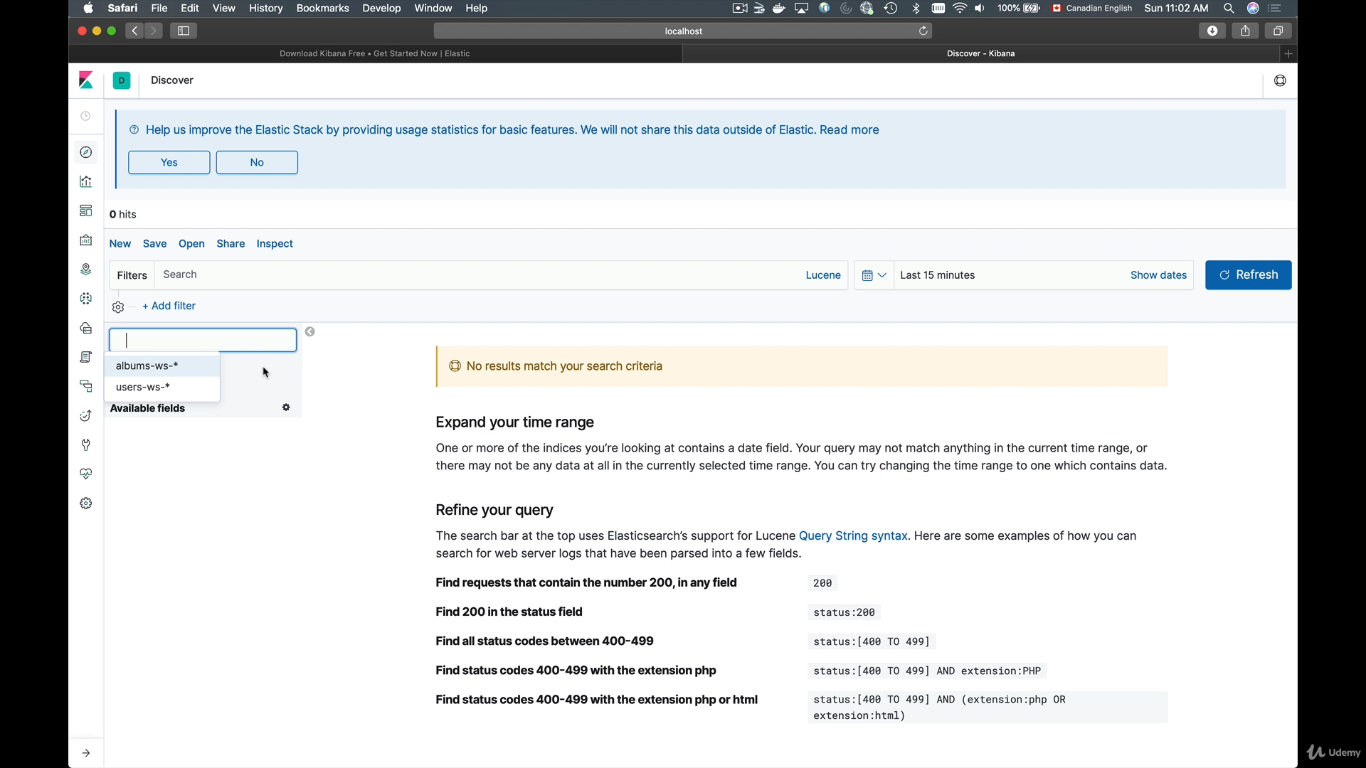 Safari File Edit View History Bookmarks Develop Window Help 100% Canadian English Sun 11:02 AM
localhost
Download Kibana Free • Get Started Now | Elastic Discover - Kibana
D Discover
Help us improve the Elastic Stack by providing usage statistics for basic features. We will not share this data outside of Elastic. Read more
Yes No
0 hits
New Save Open Share Inspect
Filters Search Lucene Last 15 minutes Show dates Refresh
+ Add filter
albums-ws-*
users-ws-*
Available fields
No results match your search criteria
Expand your time range
One or more of the indices you're looking at contains a date field. Your query may not match anything in the current time range, or
there may not be any data at all in the currently selected time range. You can try changing the time range to one which contains data.
Refine your query
The search bar at the top uses Elasticsearch's support for Lucene Query String syntax. Here are some examples of how you can
search for web server logs that have been parsed into a few fields.
Find requests that contain the number 200, in any field 200
Find 200 in the status field status:200
Find all status codes between 400-499 status:[400 TO 499]
Find status codes 400-499 with the extension php status:[400 TO 499] AND extension:PHP
Find status codes 400-499 with the extension php or html status:[400 TO 499] AND (extension:php OR
extension:html)
Udemy